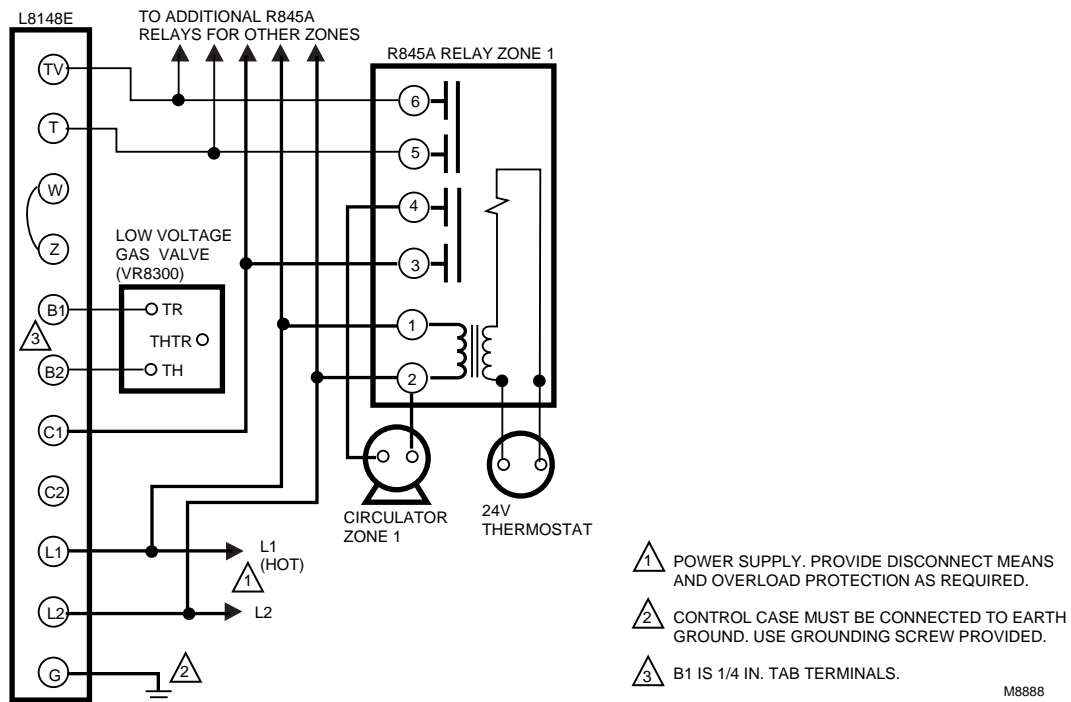 L8148E
TO ADDITIONAL R845A
RELAYS FOR OTHER ZONES
R845A RELAY ZONE 1
TV
T
W
Z
B1
3
B2
C1
C2
L1
L2
G
LOW VOLTAGE
GAS VALVE
(VR8300)
TR
THTR
TH
6
5
4
3
1
2
CIRCULATOR
ZONE 1
24V
THERMOSTAT
L1
(HOT)
1
L2
2
1 POWER SUPPLY. PROVIDE DISCONNECT MEANS
AND OVERLOAD PROTECTION AS REQUIRED.
2 CONTROL CASE MUST BE CONNECTED TO EARTH
GROUND. USE GROUNDING SCREW PROVIDED.
3 B1 IS 1/4 IN. TAB TERMINALS.
M8888